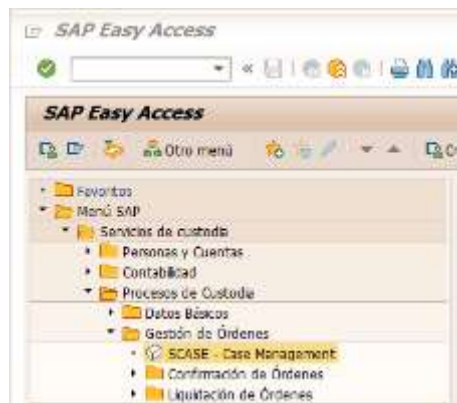 SAP Easy Access
SAP Easy Access
Otro menú
Favoritos
Menú SAP
Servicios de custodia
Personas y Cuentas
Contabilidad
Procesos de Custodia
Datos Básicos
Gestión de Órdenes
SCASE - Case Management
Confirmación de Órdenes
Liquidación de Órdenes